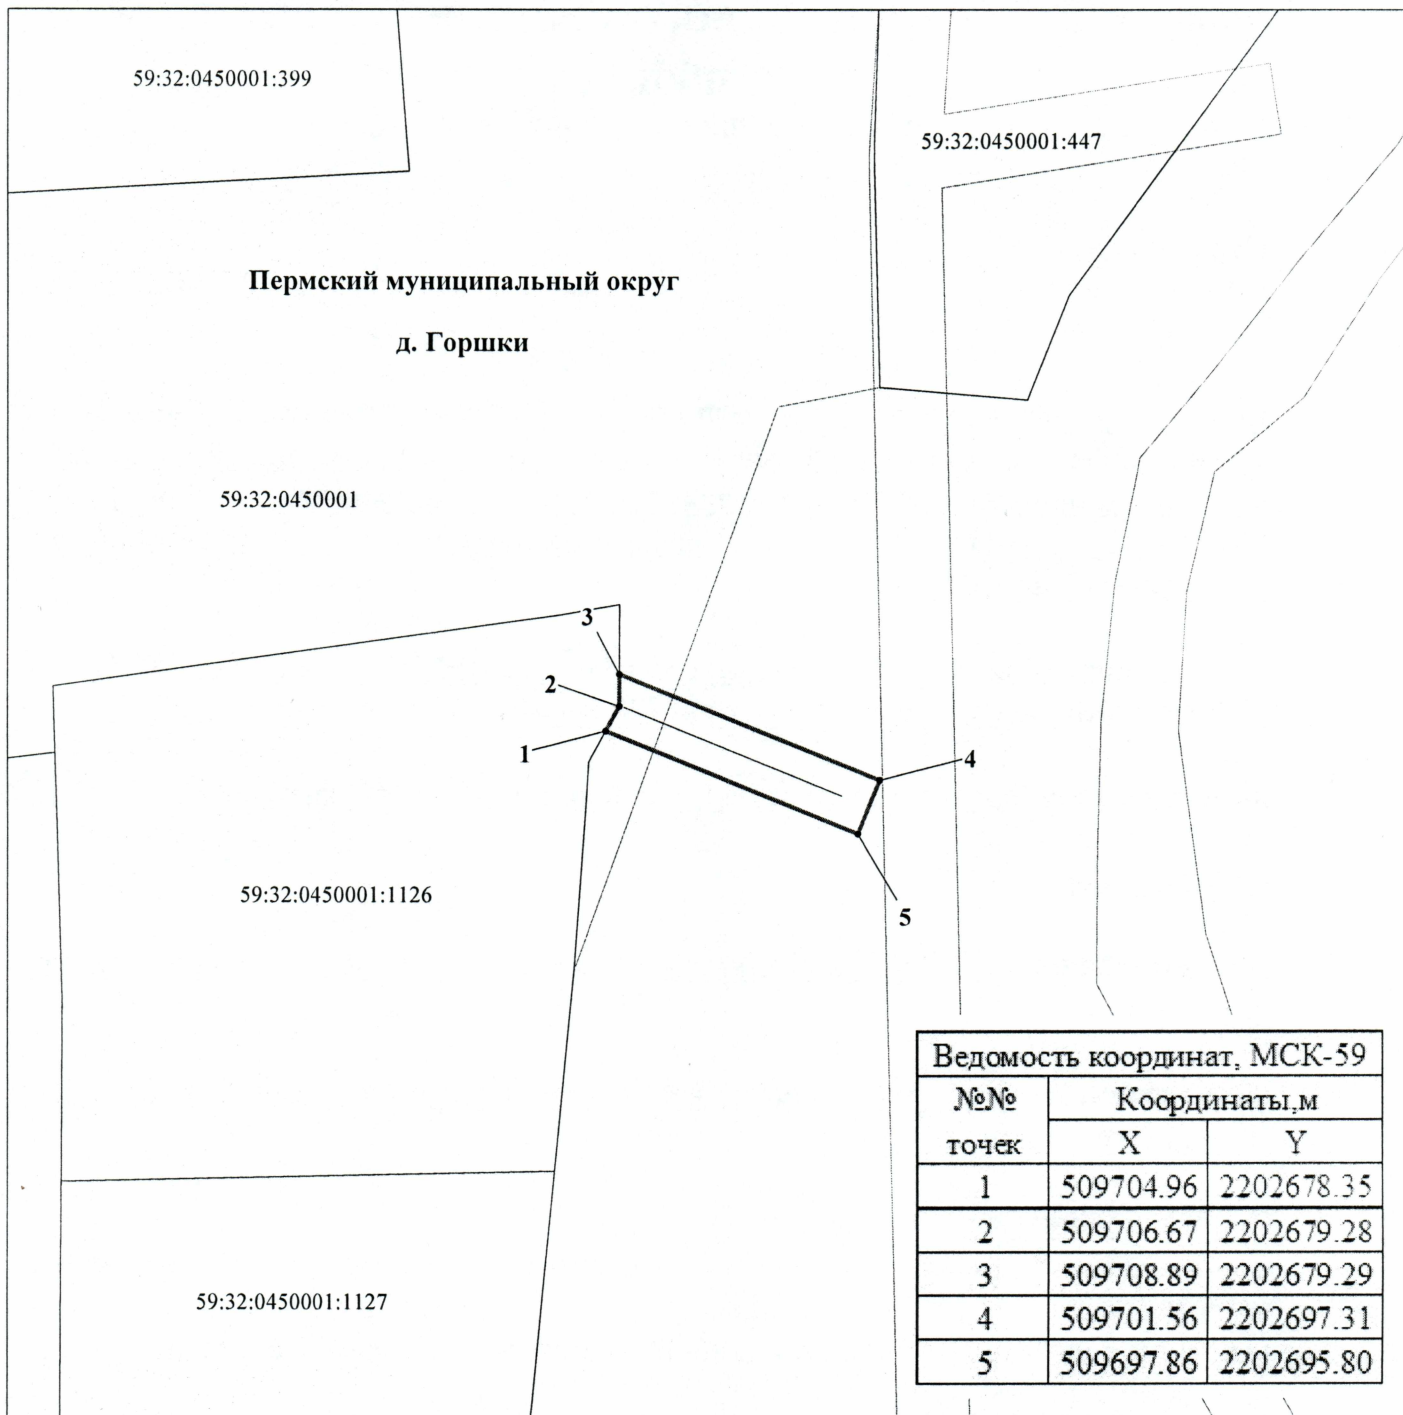 59:32:0450001:399
59:32:0450001:447
Пермский муниципальный округ
д. Горшки
59:32:0450001
3
2
1
4
5
59:32:0450001:1126
59:32:0450001:1127
Ведомость координат, МСК-59
№№ точек Координаты,м
X Y
1 509704.96 2202678.35
2 509706.67 2202679.28
3 509708.89 2202679.29
4 509701.56 2202697.31
5 509697.86 2202695.80